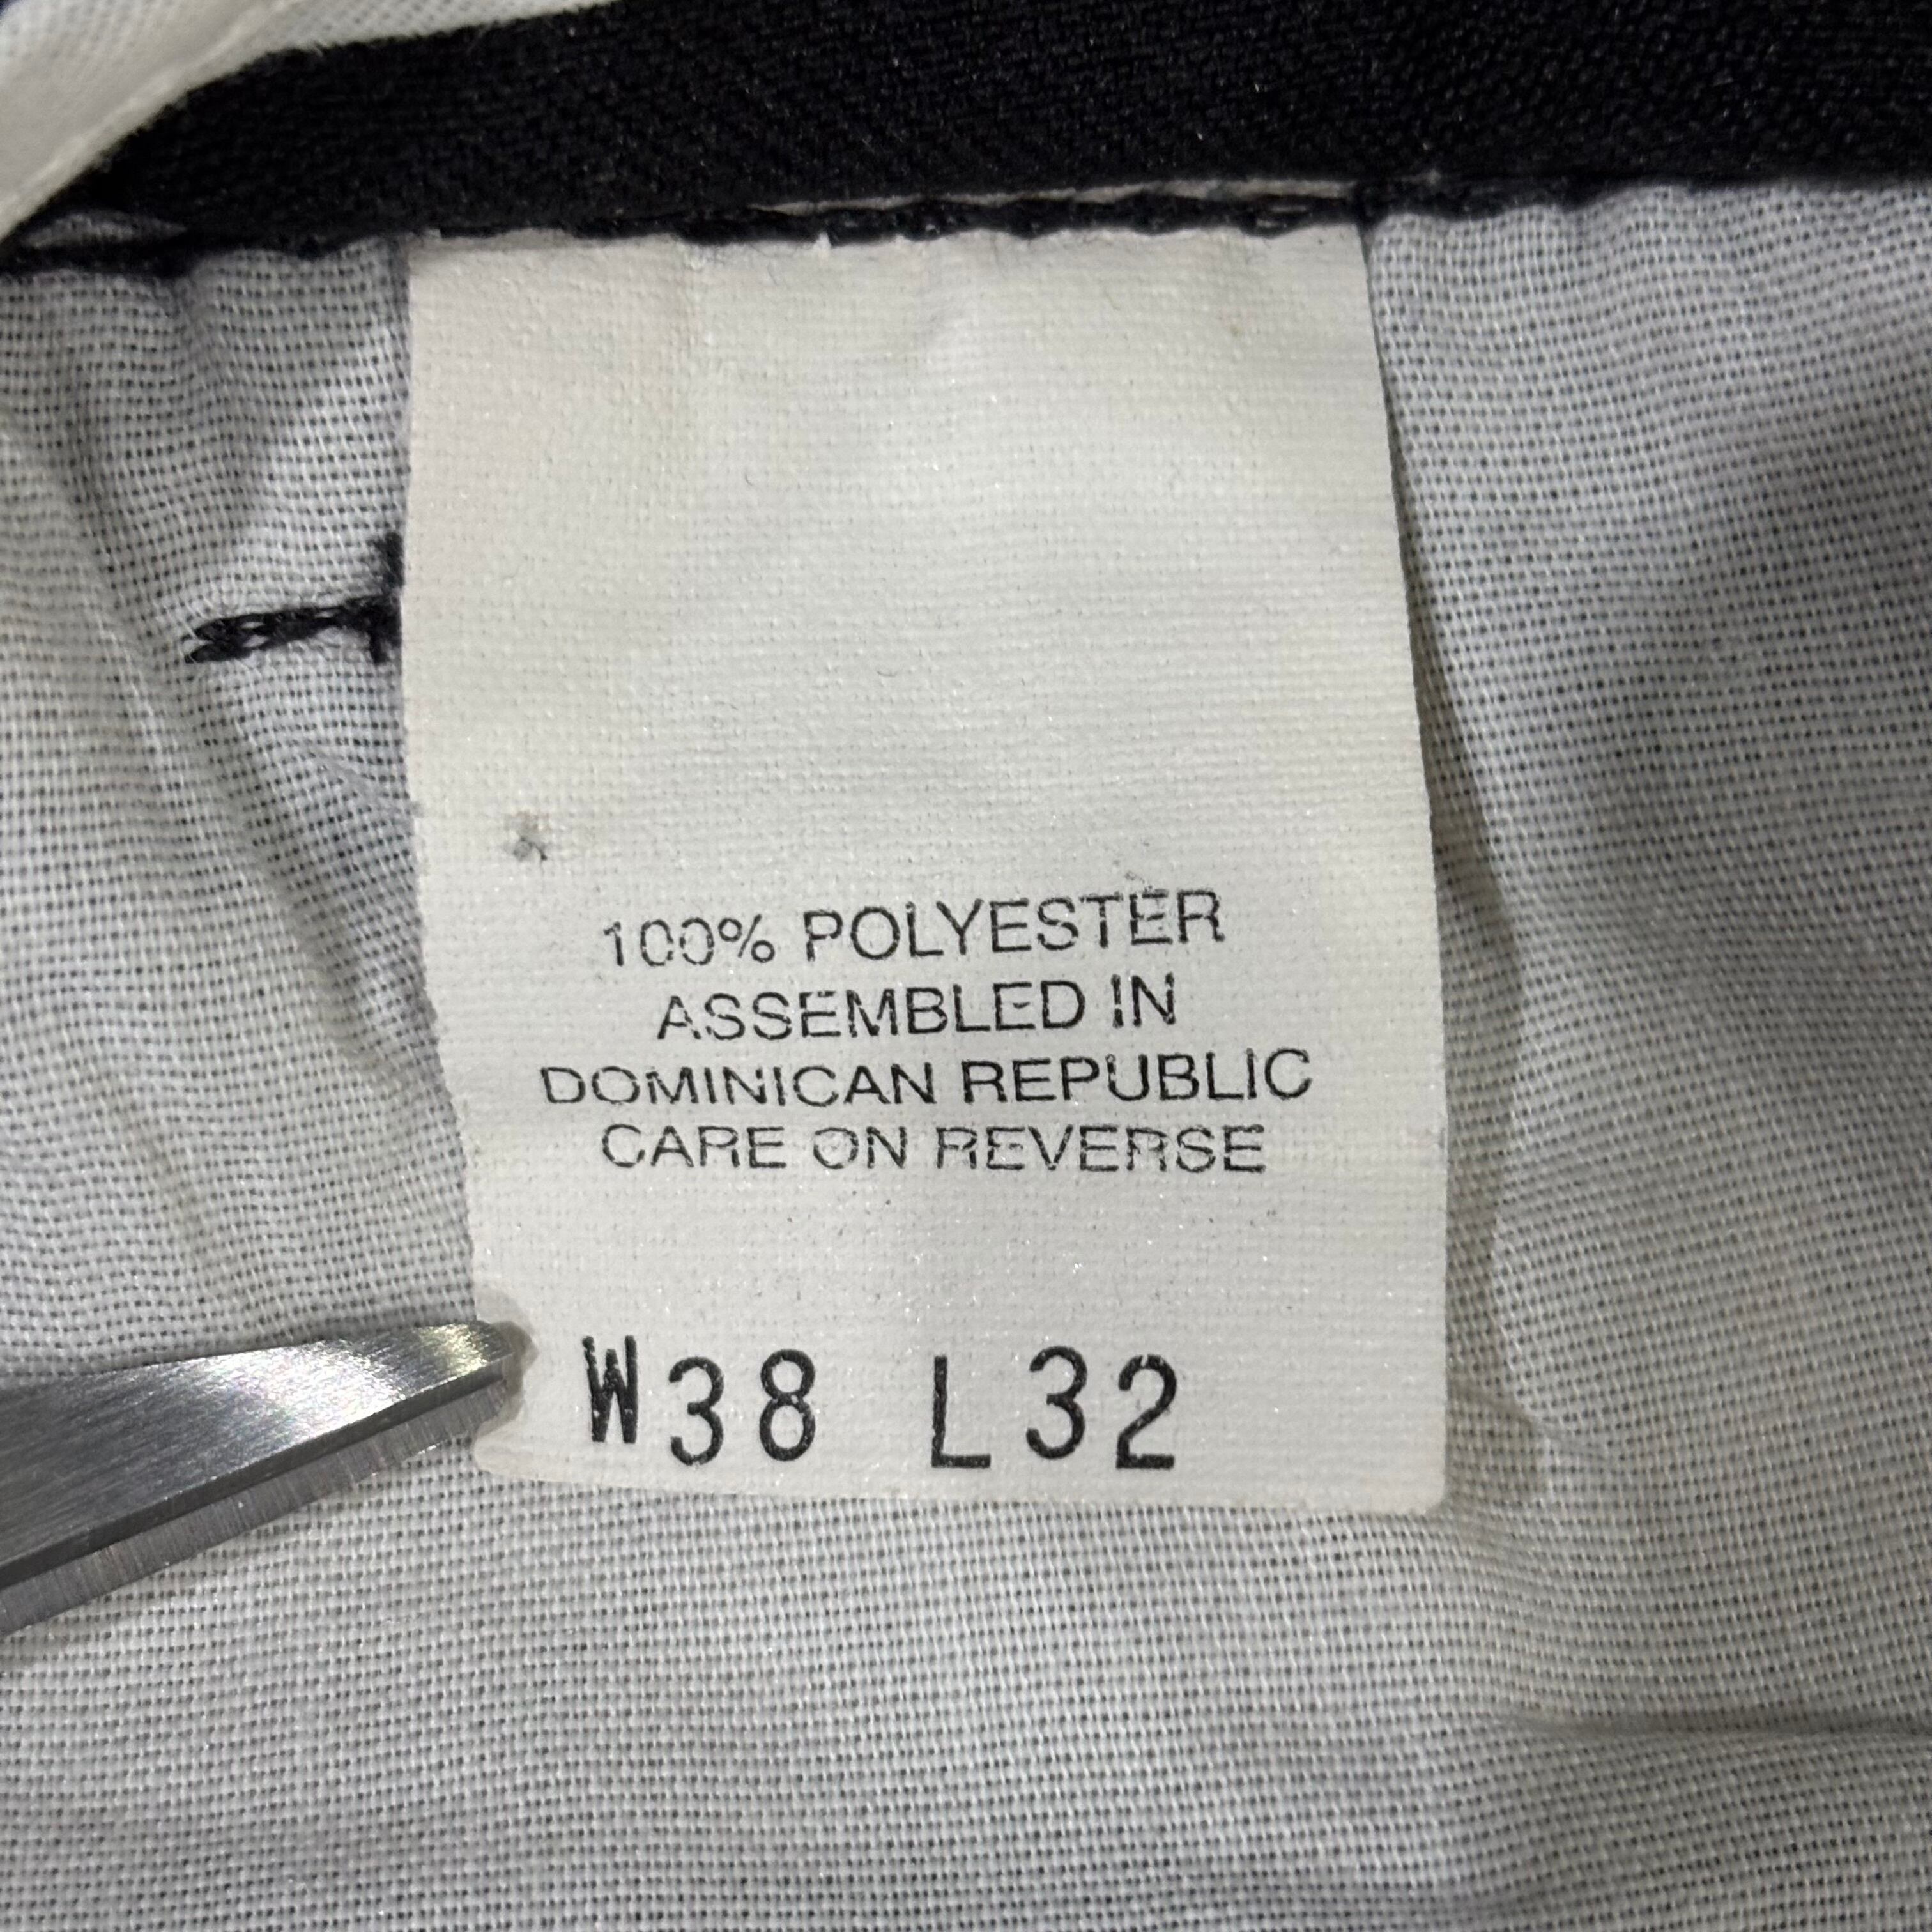 100% POLYESTER
ASSEMBLED IN
DOMINICAN REPUBLIC
CARE ON REVERSE
W38 L32